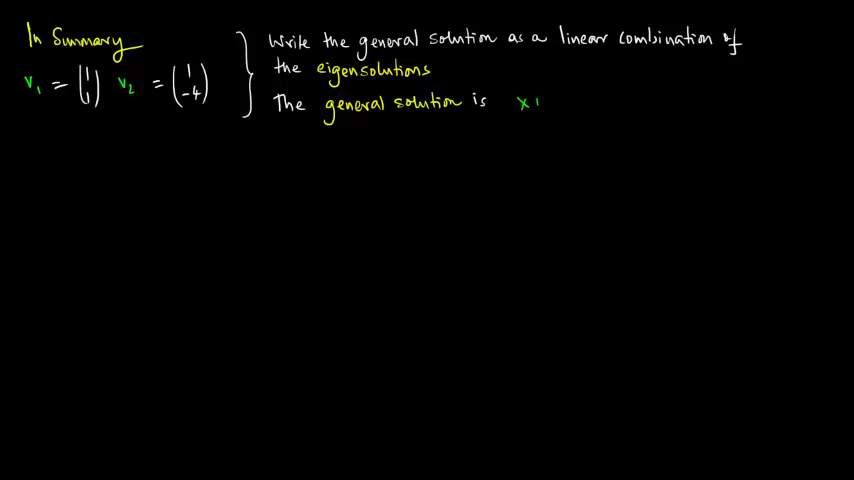 In Summary
v₁ = (1 1) v₂ = (1 -4)
Write the general solution as a linear combination of
the eigensolutions
The general solution is x